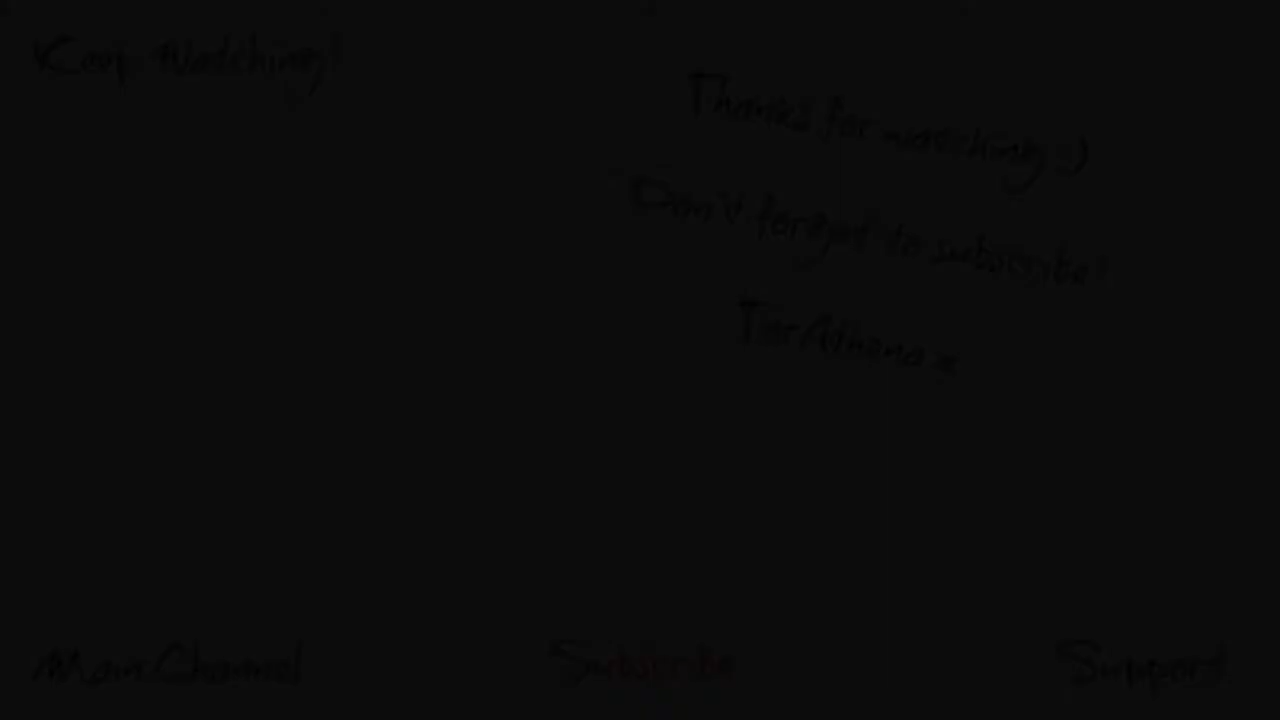 Keep Watching!
Thanks for watching :)
Don't forget to subscribe!
Main Channel
Subscribe
Support